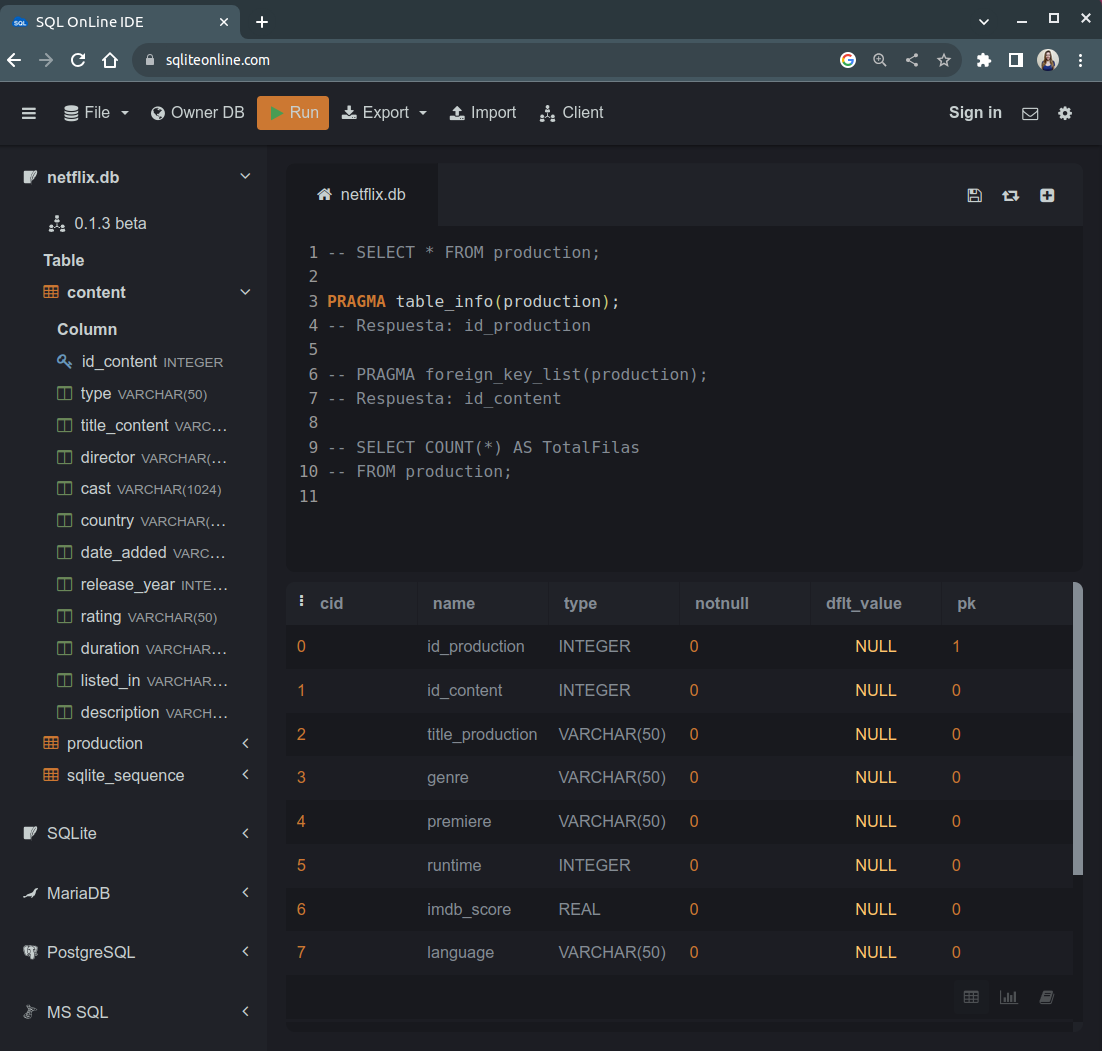 SQL OnLine IDE
sqliteonline.com
File Owner DB Run Export Import Client Sign in
netflix.db
0.1.3 beta
Table
content
Column
id_content INTEGER
type VARCHAR(50)
title_content VARC...
director VARCHAR(...
cast VARCHAR(1024)
country VARCHAR(...
date_added VARC...
release_year INTE...
rating VARCHAR(50)
duration VARCHAR...
listed_in VARCHAR...
description VARCH...
production
sqlite_sequence
SQLite
MariaDB
PostgreSQL
MS SQL
netflix.db
1 -- SELECT * FROM production;
2
3 PRAGMA table_info(production);
4 -- Respuesta: id_production
5
6 -- PRAGMA foreign_key_list(production);
7 -- Respuesta: id_content
8
9 -- SELECT COUNT(*) AS TotalFilas
10 -- FROM production;
11
cid name type notnull dflt_value pk
0 id_production INTEGER 0 NULL 1
1 id_content INTEGER 0 NULL 0
2 title_production VARCHAR(50) 0 NULL 0
3 genre VARCHAR(50) 0 NULL 0
4 premiere VARCHAR(50) 0 NULL 0
5 runtime INTEGER 0 NULL 0
6 imdb_score REAL 0 NULL 0
7 language VARCHAR(50) 0 NULL 0